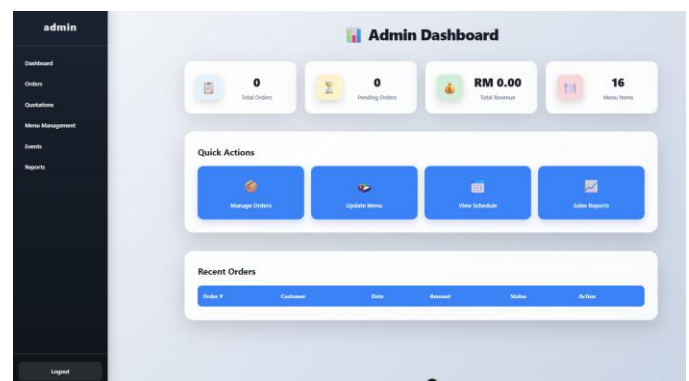 admin
Dashboard
Orders
Quotations
Menu Management
Events
Reports
Logout
Admin Dashboard
0
Total Orders
0
Pending Orders
RM 0.00
Total Revenue
16
Menu Items
Quick Actions
Manage Orders
Update Menu
View Schedule
Sales Reports
Recent Orders
Order # Customer Date Amount Status Action